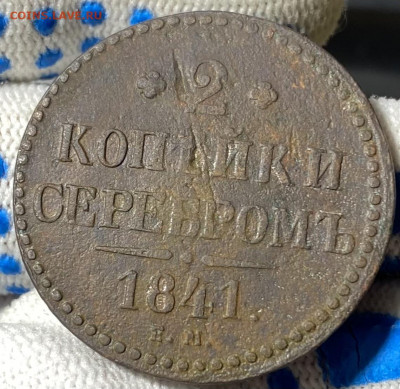 COINS.LAVE.RU
2
КОПѢЙКИ
СЕРЕБРОМЪ
1841.
Е.М.